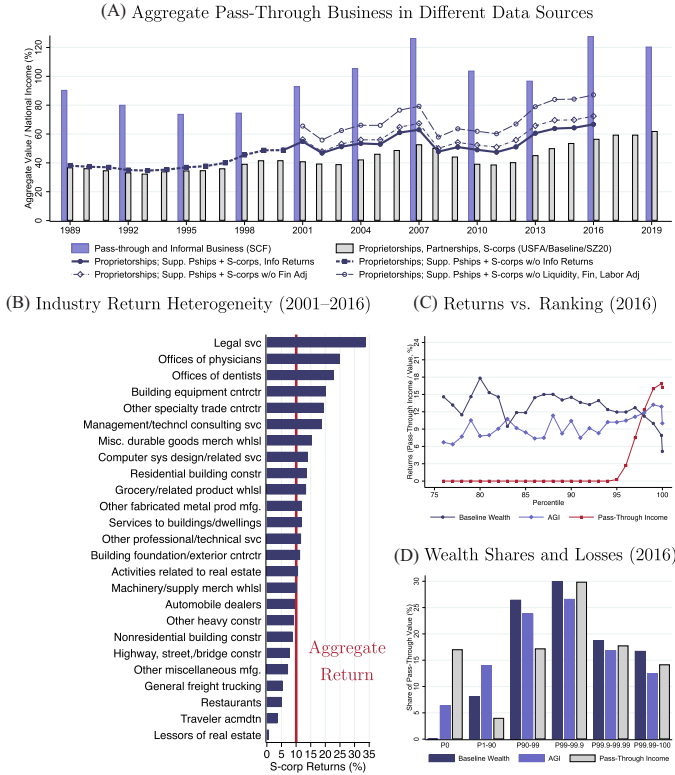 (A) Aggregate Pass-Through Business in Different Data Sources
Aggregate Value / National Income (%)
120
100
80
60
40
20
0
1989 1992 1995 1998 2001 2004 2007 2010 2013 2016 2019
Pass-through and Informal Business (SCF)
Proprietorships, Partnerships, S-corps (USFA/Baseline/SZ20)
Proprietorships; Supp. Pships + S-corps, Info Returns
Proprietorships; Supp. Pships + S-corps w/o Info Returns
Proprietorships; Supp. Pships + S-corps w/o Fin Adj
Proprietorships; Supp. Pships + S-corps w/o Liquidity, Fin, Labor Adj
(B) Industry Return Heterogeneity (2001–2016)
Legal svc
Offices of physicians
Offices of dentists
Building equipment cntrctr
Other specialty trade cntrctr
Management/techncl consulting svc
Misc. durable goods merch whlsl
Computer sys design/related svc
Residential building constr
Grocery/related product whlsl
Other fabricated metal prod mfg.
Services to buildings/dwellings
Other professional/technical svc
Building foundation/exterior cntrctr
Activities related to real estate
Machinery/supply merch whlsl
Automobile dealers
Other heavy constr
Nonresidential building constr
Highway, street,/bridge constr
Other miscellaneous mfg.
General freight trucking
Restaurants
Traveler acmdtn
Lessors of real estate
Aggregate
Return
0 5 10 15 20 25 30 35
S-corp Returns (%)
(C) Returns vs. Ranking (2016)
Returns (Pass-Through Income / Value, %)
24
21
18
15
12
9
6
3
0
75 80 85 90 95 100
Percentile
Baseline Wealth AGI Pass-Through Income
(D) Wealth Shares and Losses (2016)
Share of Pass-Through Value (%)
30
25
20
15
10
5
0
P0 P1-90 P90-99 P99-99.9 P99.9-99.99 P99.99-100
Baseline Wealth AGI Pass-Through Income